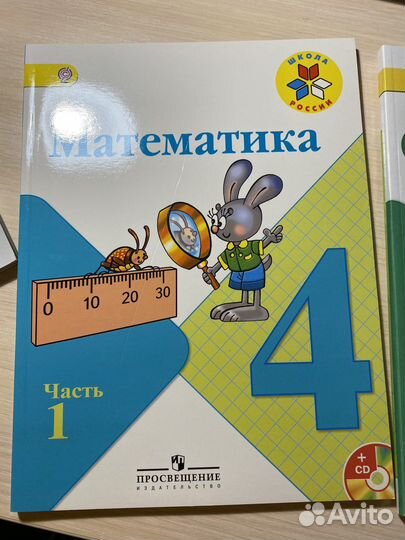 ШКОЛА
РОССИИ
Математика
0 10 20 30
4
Часть
1
+
CD
ПРОСВЕЩЕНИЕ
ИЗДАТЕЛЬСТВО
Avito